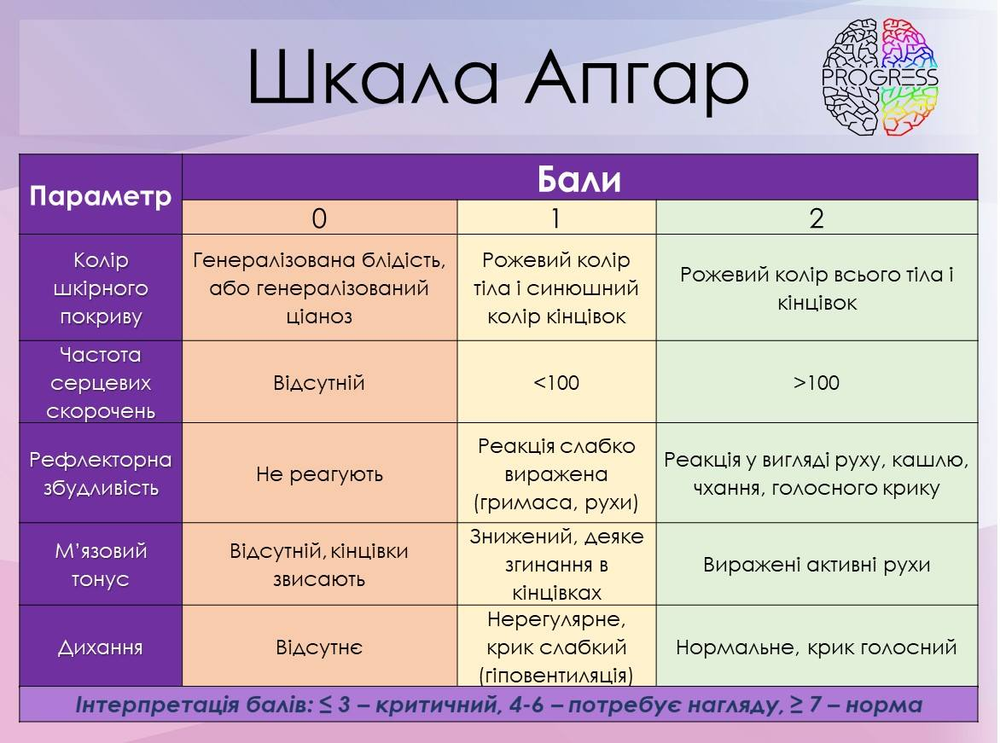 Шкала Апгар
PROGRESS
Параметр
Бали
0
1
2
Колір
шкірного
покриву
Генералізована блідість,
або генералізований
ціаноз
Рожевий колір
тіла і синюшний
колір кінцівок
Рожевий колір всього тіла і
кінцівок
Частота
серцевих
скорочень
Відсутній
<100
>100
Рефлекторна
збудливість
Не реагують
Реакція слабко
виражена
(гримаса, рухи)
Реакція у вигляді руху, кашлю,
чхання, голосного крику
М’язовий
тонус
Відсутній, кінцівки
звисають
Знижений, деяке
згинання в
кінцівках
Виражені активні рухи
Дихання
Відсутнє
Нерегулярне,
крик слабкий
(гіповентиляція)
Нормальне, крик голосний
Інтерпретація балів: ≤ 3 – критичний, 4-6 – потребує нагляду, ≥ 7 – норма